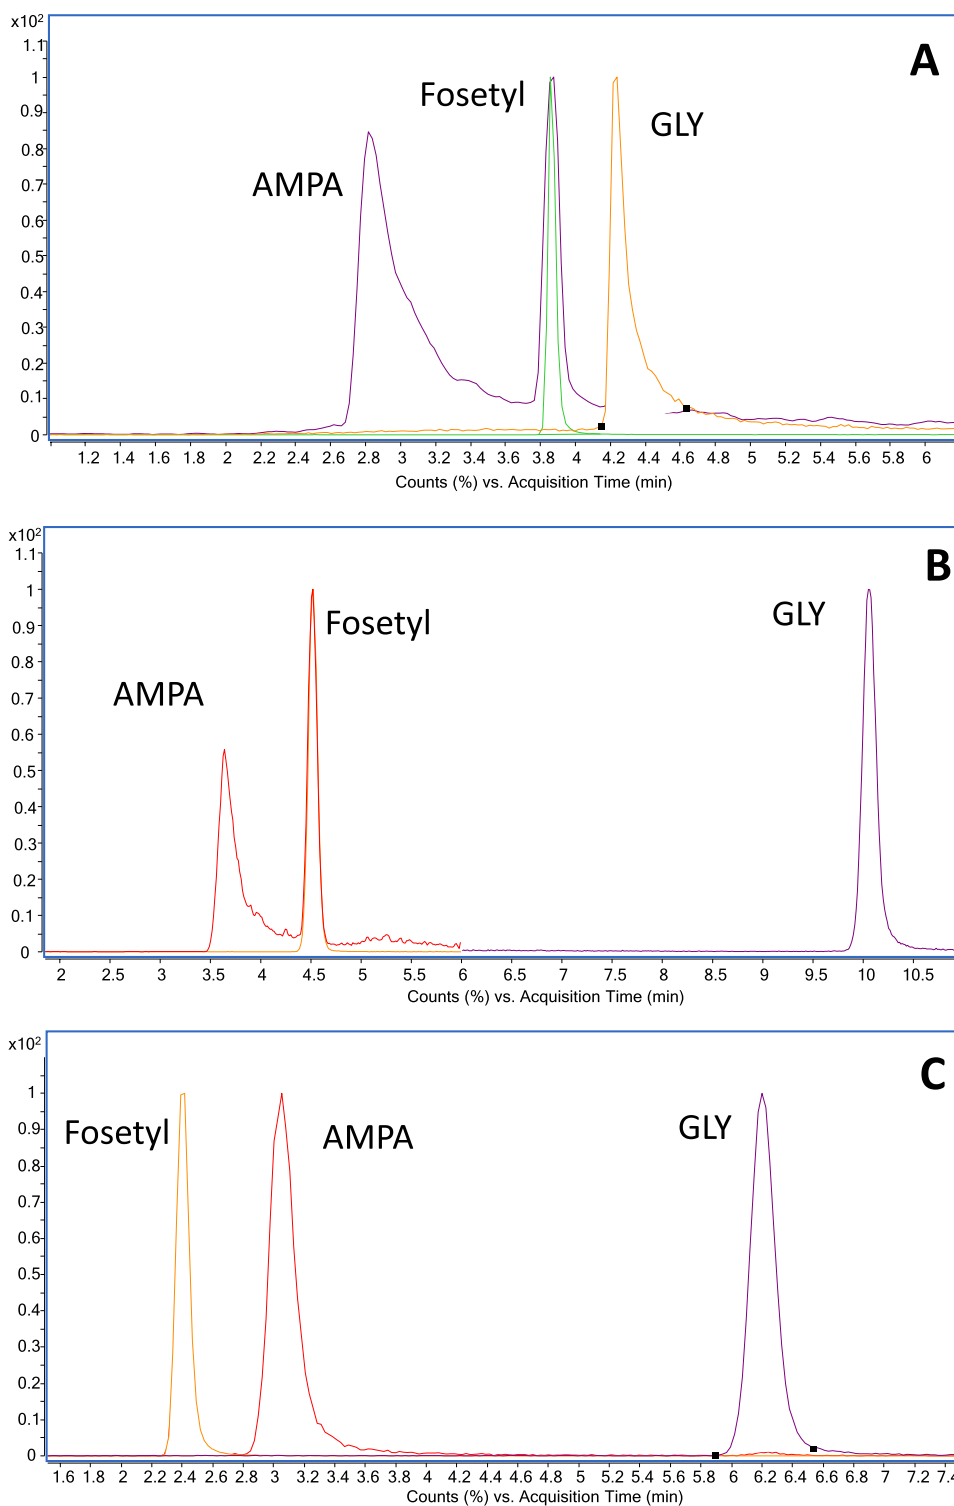 x10²
A
1.1
1
Fosetyl
0.9
GLY
0.8
AMPA
0.7
0.6
0.5
0.4
0.3
0.2
0.1
0
1.2 1.4 1.6 1.8 2 2.2 2.4 2.6 2.8 3 3.2 3.4 3.6 3.8 4 4.2 4.4 4.6 4.8 5 5.2 5.4 5.6 5.8 6
Counts (%) vs. Acquisition Time (min)
x10²
B
1.1
1
Fosetyl
GLY
0.9
0.8
AMPA
0.7
0.6
0.5
0.4
0.3
0.2
0.1
0
2 2.5 3 3.5 4 4.5 5 5.5 6 6.5 7 7.5 8 8.5 9 9.5 10 10.5
Counts (%) vs. Acquisition Time (min)
x10²
C
1
Fosetyl
AMPA
GLY
0.9
0.8
0.7
0.6
0.5
0.4
0.3
0.2
0.1
0
1.6 1.8 2 2.2 2.4 2.6 2.8 3 3.2 3.4 3.6 3.8 4 4.2 4.4 4.6 4.8 5 5.2 5.4 5.6 5.8 6 6.2 6.4 6.6 6.8 7 7.2 7.4
Counts (%) vs. Acquisition Time (min)